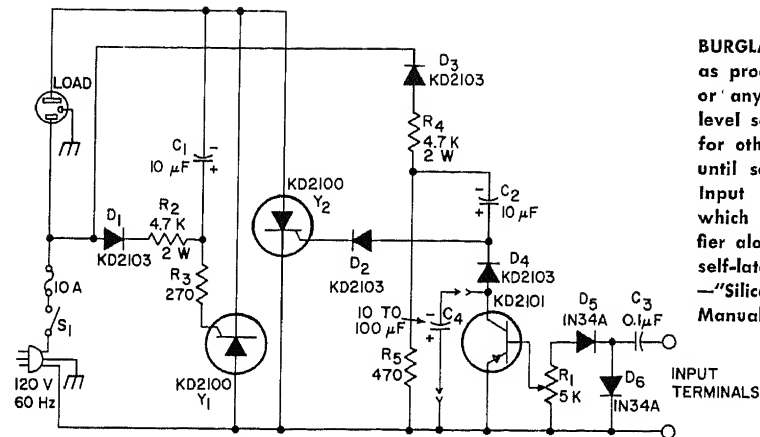 LOAD
D3
KD2103
R4
4.7 K
2 W
C1 −
10 µF
+
KD2100
Y2
− C2
+ 10 µF
D1
KD2103
R2
4.7 K
2 W
R3
270
D2
KD2103
D4
KD2103
KD2101
10 A
S1
120 V
60 Hz
KD2100
Y1
10 TO
100 µF
− C4
+
R5
470
D5
1N34A
C3
0.1µF
R1
5 K
D6
1N34A
INPUT
TERMINALS
BURGLA
as proc
or any
level s
for oth
until s
Input
which
fier alo
self-lat
—"Silic
Manual